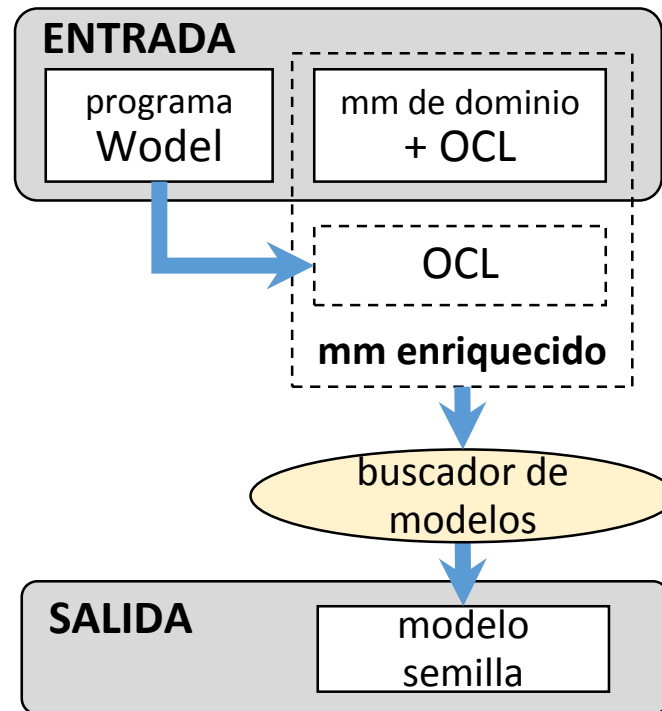 ENTRADA
programa
Wodel
mm de dominio
+ OCL
OCL
mm enriquecido
buscador de
modelos
SALIDA
modelo
semilla